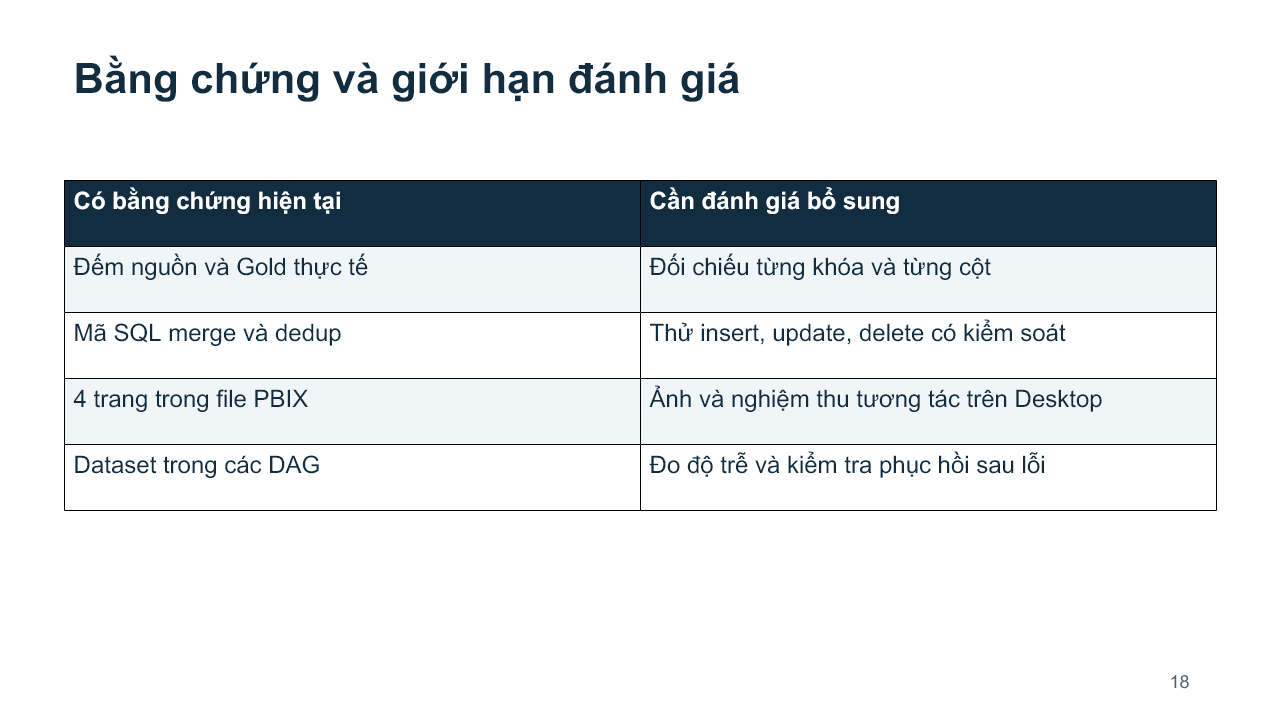 Bằng chứng và giới hạn đánh giá
Có bằng chứng hiện tại
Cần đánh giá bổ sung
Đếm nguồn và Gold thực tế
Đối chiếu từng khóa và từng cột
Mã SQL merge và dedup
Thử insert, update, delete có kiểm soát
4 trang trong file PBIX
Ảnh và nghiệm thu tương tác trên Desktop
Dataset trong các DAG
Đo độ trễ và kiểm tra phục hồi sau lỗi
18